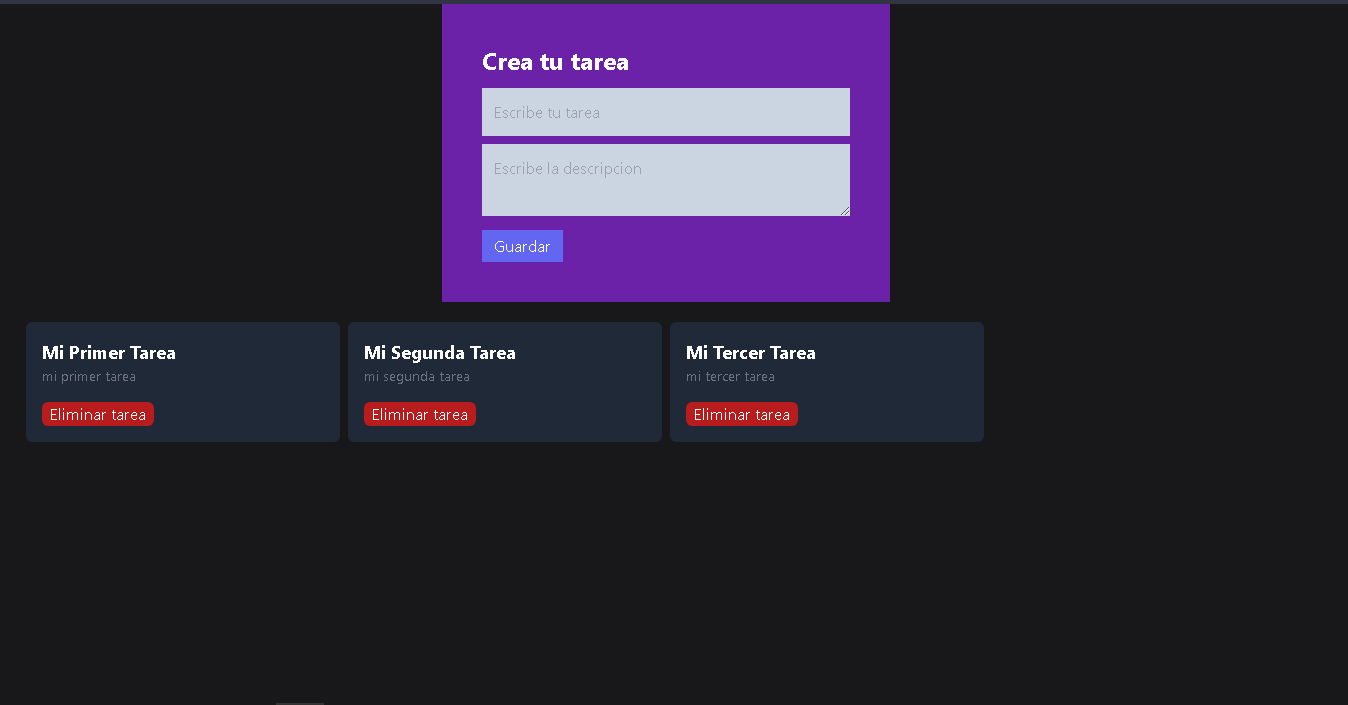 Crea tu tarea
Escribe tu tarea
Escribe la descripcion
Guardar
Mi Primer Tarea
mi primer tarea
Eliminar tarea
Mi Segunda Tarea
mi segunda tarea
Eliminar tarea
Mi Tercer Tarea
mi tercer tarea
Eliminar tarea